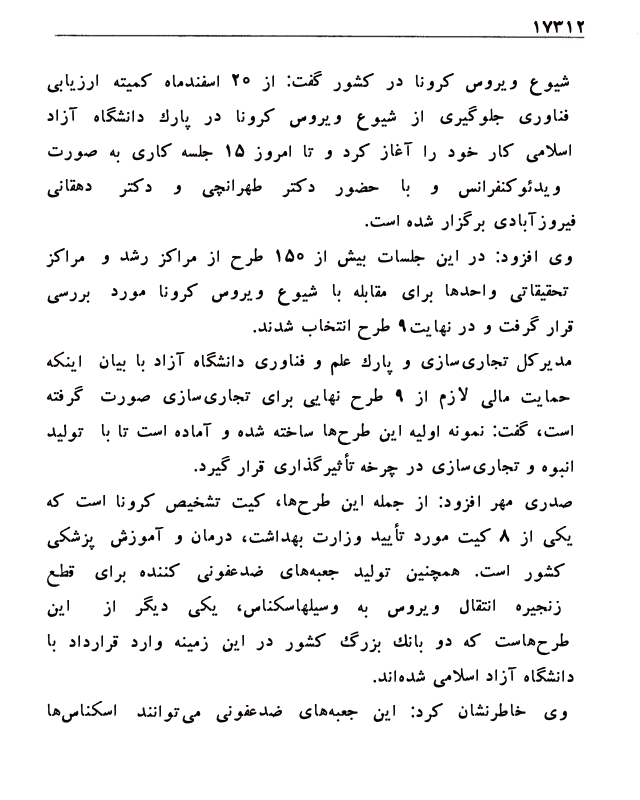 ۱۷۳۱۲
شیوع ویروس کرونا در کشور گفت: از ۲۰ اسفندماه کمیته ارزیابی
فناوری جلوگیری از شیوع ویروس کرونا در پارك دانشگاه آزاد
اسلامی کار خود را آغاز کرد و تا امروز ۱۵ جلسه کاری به صورت
ویدئوکنفرانس و با حضور دکتر طهرانچی و دکتر دهقانی
فیروزآبادی برگزار شده است.
وی افزود: در این جلسات بیش از ۱۵۰ طرح از مراکز رشد و مراکز
تحقیقاتی واحدها برای مقابله با شیوع ویروس کرونا مورد بررسی
قرار گرفت و در نهایت۹ طرح انتخاب شدند.
مدیرکل تجاری‌سازی و پارك علم و فناوری دانشگاه آزاد با بیان اینکه
حمایت مالی لازم از ۹ طرح نهایی برای تجاری‌سازی صورت گرفته
است، گفت: نمونه اولیه این طرح‌ها ساخته شده و آماده است تا با تولید
انبوه و تجاری‌سازی در چرخه تأثیرگذاری قرار گیرد.
صدری مهر افزود: از جمله این طرح‌ها، کیت تشخیص کرونا است که
یکی از ۸ کیت مورد تأیید وزارت بهداشت، درمان و آموزش پزشکی
کشور است. همچنین تولید جعبه‌های ضدعفونی کننده برای قطع
زنجیره انتقال ویروس به وسیلهاسکناس، یکی دیگر از این
طرح‌هاست که دو بانك بزرگ کشور در این زمینه وارد قرارداد با
دانشگاه آزاد اسلامی شده‌اند.
وی خاطرنشان کرد: این جعبه‌های ضدعفونی می‌توانند اسکناس‌ها